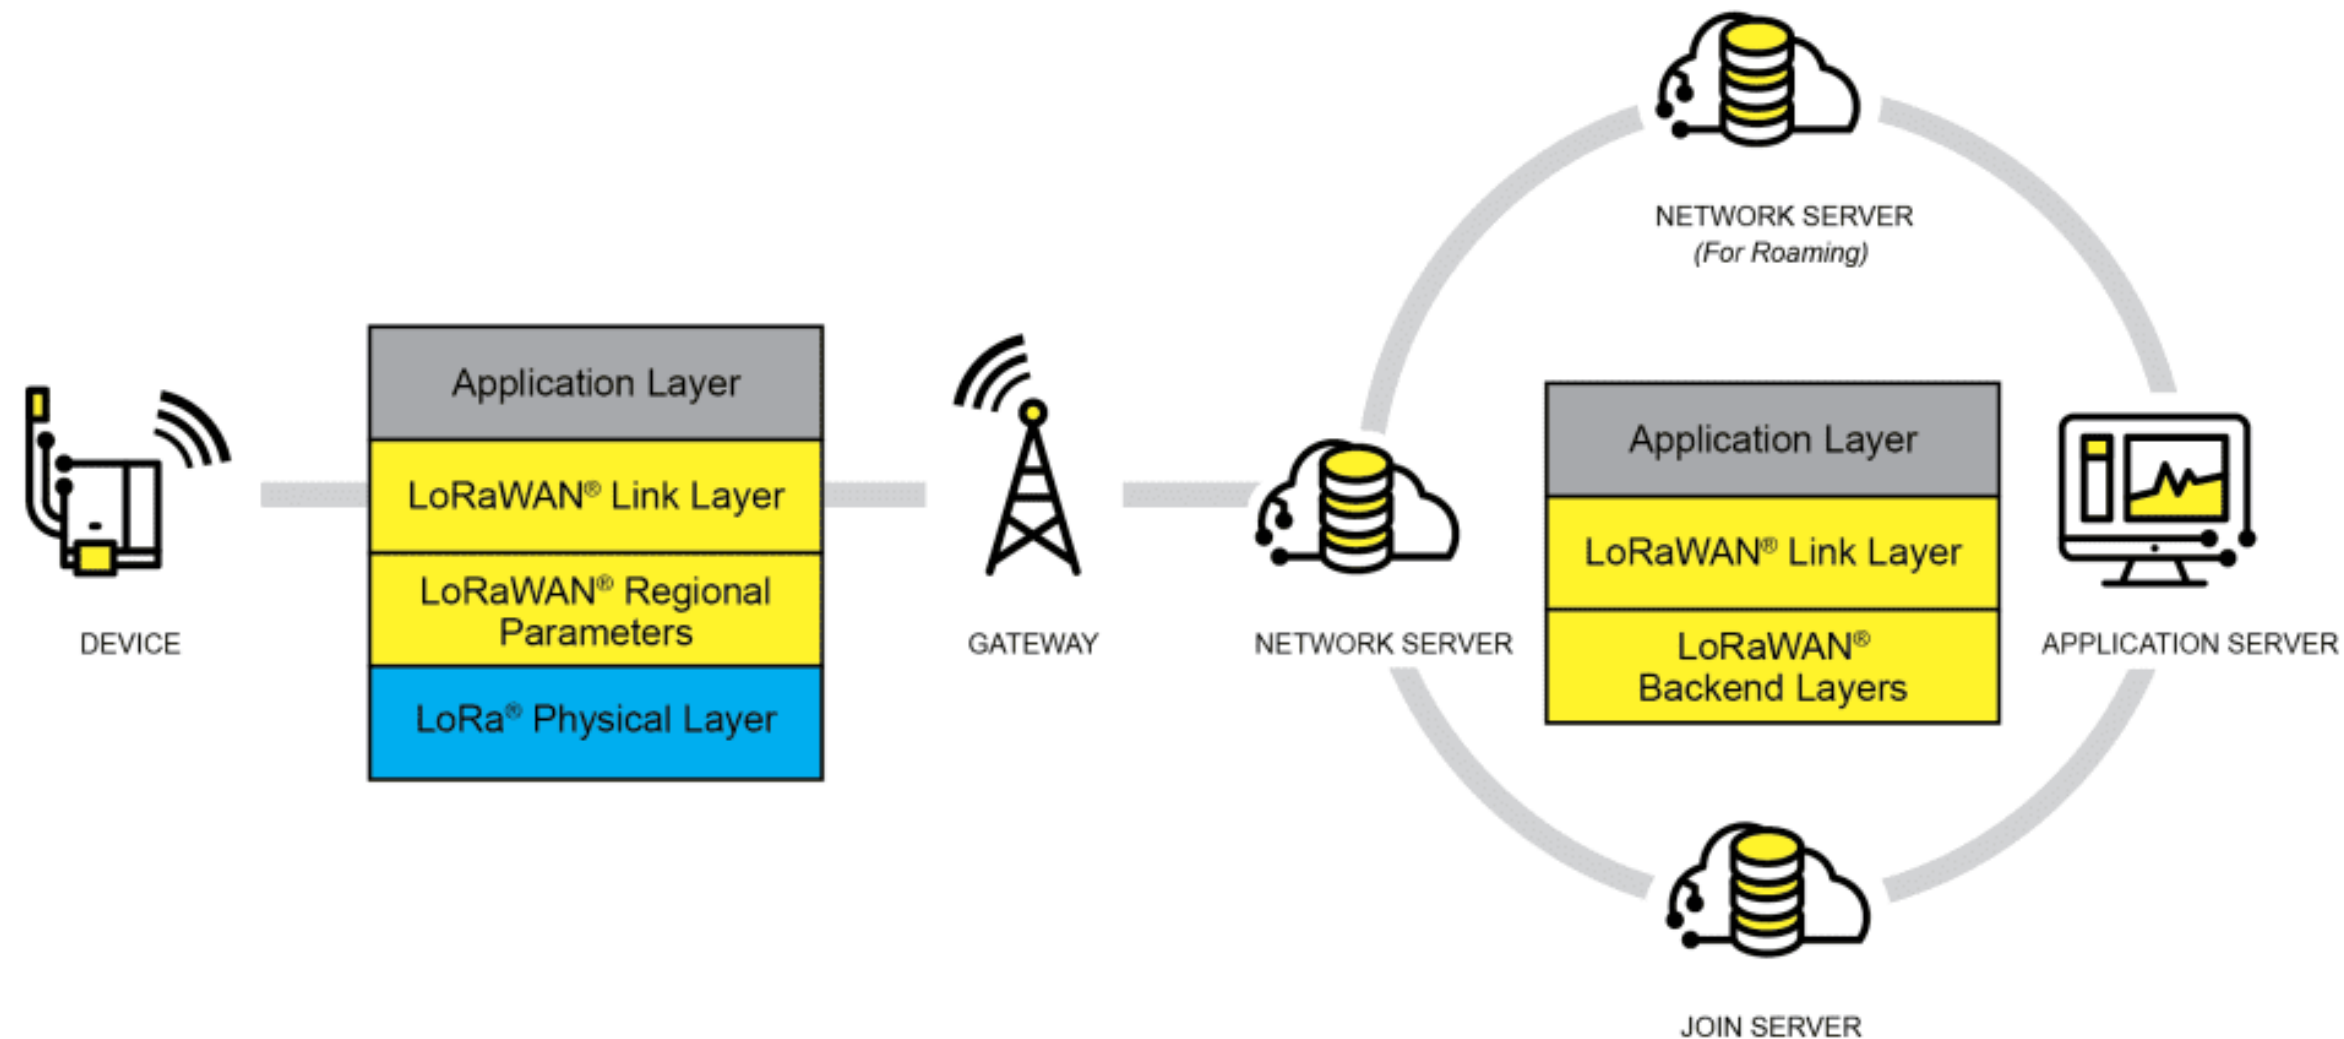 NETWORK SERVER
(For Roaming)
Application Layer
LoRaWAN® Link Layer
LoRaWAN® Regional
Parameters
LoRa® Physical Layer
Application Layer
LoRaWAN® Link Layer
LoRaWAN®
Backend Layers
DEVICE
GATEWAY
NETWORK SERVER
APPLICATION SERVER
JOIN SERVER